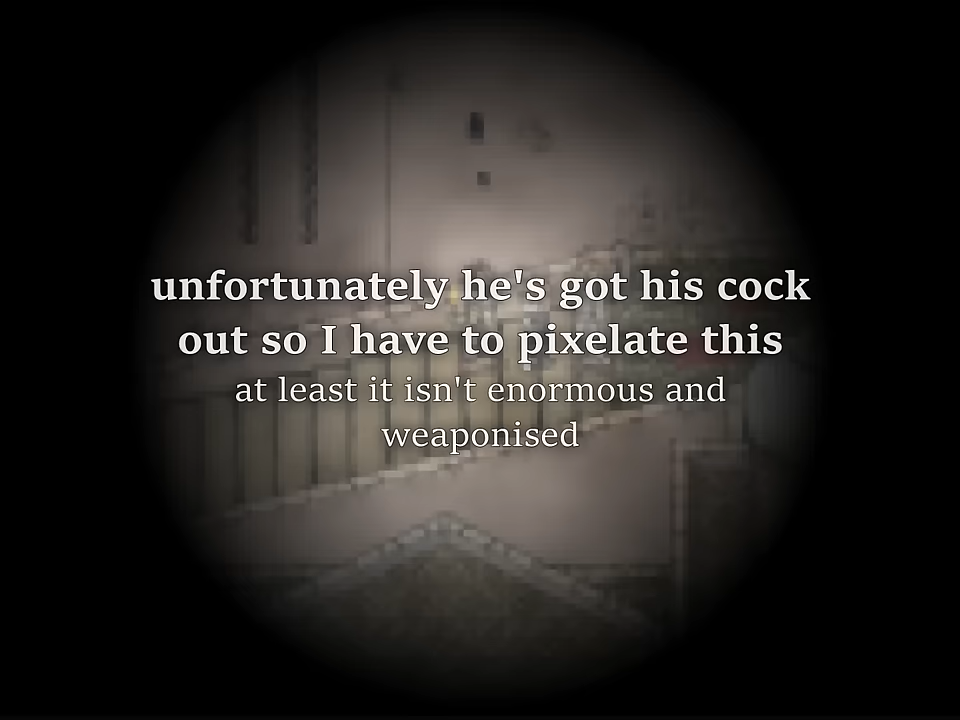 unfortunately he's got his cock
out so I have to pixelate this
at least it isn't enormous and
weaponised